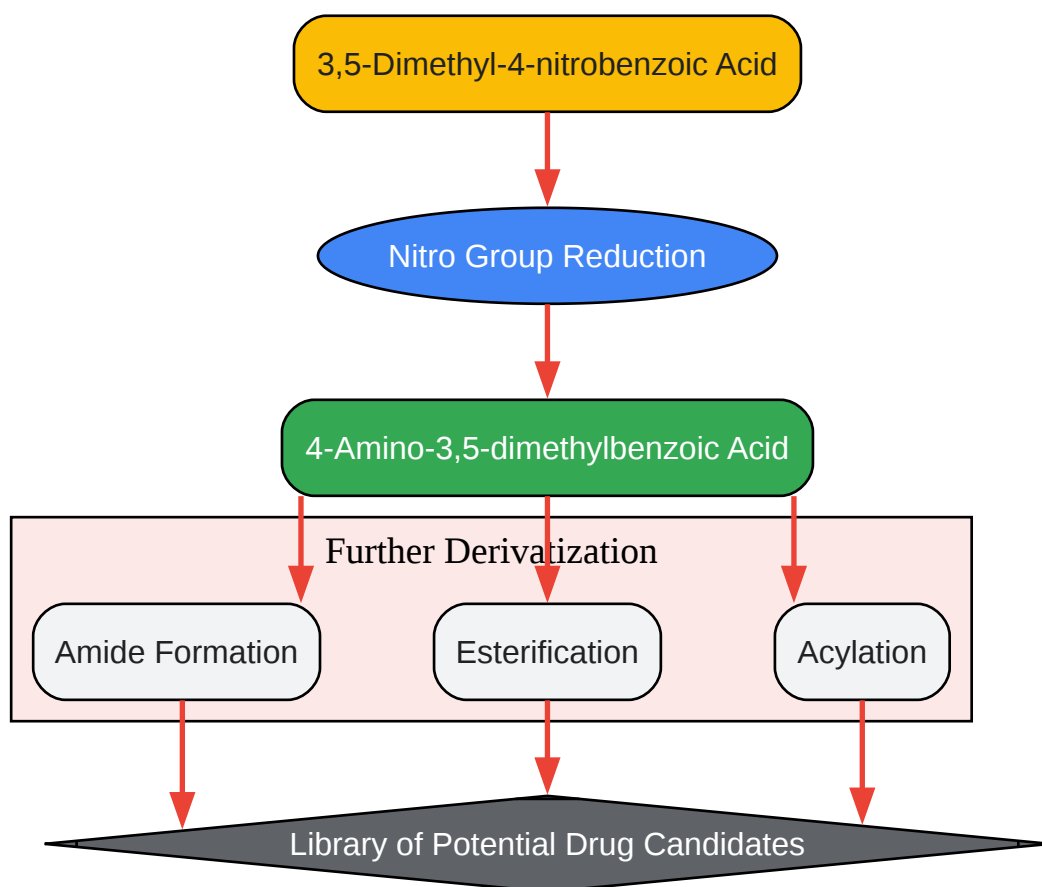 3,5-Dimethyl-4-nitrobenzoic Acid
Nitro Group Reduction
4-Amino-3,5-dimethylbenzoic Acid
Further Derivatization
Amide Formation
Esterification
Acylation
Library of Potential Drug Candidates